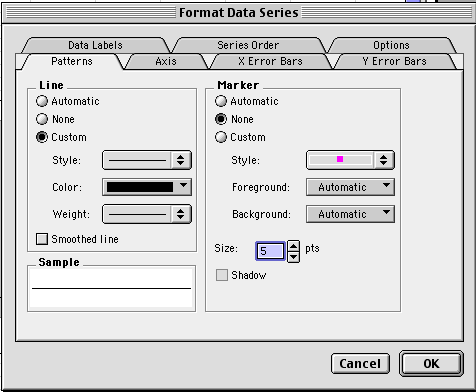 Format Data Series
Data Labels Series Order Options
Patterns Axis X Error Bars Y Error Bars
Line
Automatic
None
Custom
Style:
Color:
Weight:
Smoothed line
Sample
Marker
Automatic
None
Custom
Style:
Foreground: Automatic
Background: Automatic
Size: 5 pts
Shadow
Cancel OK